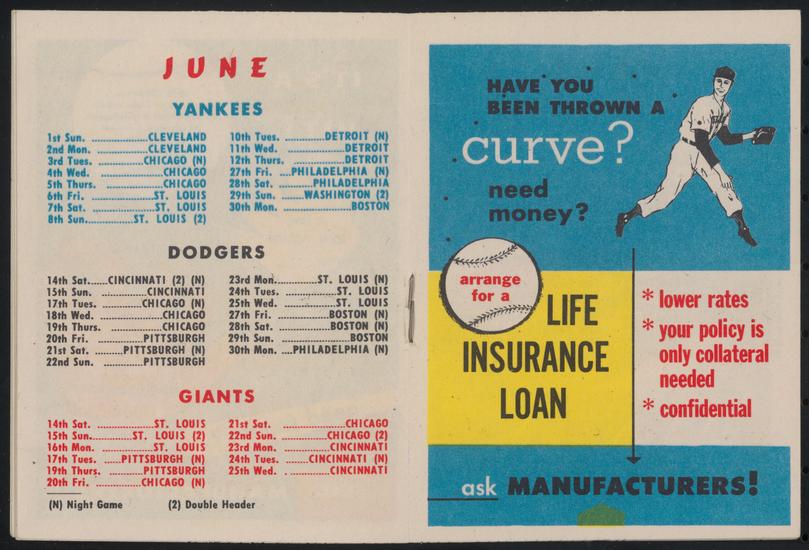 JUNE
YANKEES
1st Sun. ..............CLEVELAND
2nd Mon. ..............CLEVELAND
3rd Tues. ..........CHICAGO (N)
4th Wed. ..................CHICAGO
5th Thurs. ................CHICAGO
6th Fri. ..................ST. LOUIS
7th Sat. ..................ST. LOUIS
8th Sun............ST. LOUIS (2)
10th Tues. ...........DETROIT (N)
11th Wed. ..................DETROIT
12th Thurs. ................DETROIT
27th Fri. ....PHILADELPHIA (N)
28th Sat. ......PHILADELPHIA
29th Sun. ......WASHINGTON (2)
30th Mon. ..................BOSTON
DODGERS
14th Sat.....CINCINNATI (2) (N)
15th Sun. ..............CINCINNATI
17th Tues. ............CHICAGO (N)
18th Wed. ..................CHICAGO
19th Thurs. ................CHICAGO
20th Fri. ..............PITTSBURGH
21st Sat. ........PITTSBURGH (N)
22nd Sun. ............PITTSBURGH
23rd Mon...........ST. LOUIS (N)
24th Tues. ..............ST. LOUIS
25th Wed. ..............ST. LOUIS
27th Fri. .............BOSTON (N)
28th Sat. .............BOSTON (N)
29th Sun. ..................BOSTON
30th Mon. ....PHILADELPHIA (N)
GIANTS
14th Sat. ................ST. LOUIS
15th Sun............ST. LOUIS (2)
16th Mon. ..............ST. LOUIS
17th Tues. ......PITTSBURGH (N)
19th Thurs. ..........PITTSBURGH
20th Fri. ..............CHICAGO (N)
21st Sat. ..................CHICAGO
22nd Sun. ............CHICAGO (2)
23rd Mon. ............CINCINNATI
24th Tues. .......CINCINNATI (N)
25th Wed. ............CINCINNATI
(N) Night Game (2) Double Header
HAVE YOU
BEEN THROWN A
curve?
need
money?
arrange
for a
LIFE
INSURANCE
LOAN
* lower rates
* your policy is
only collateral
needed
* confidential
ask MANUFACTURERS!